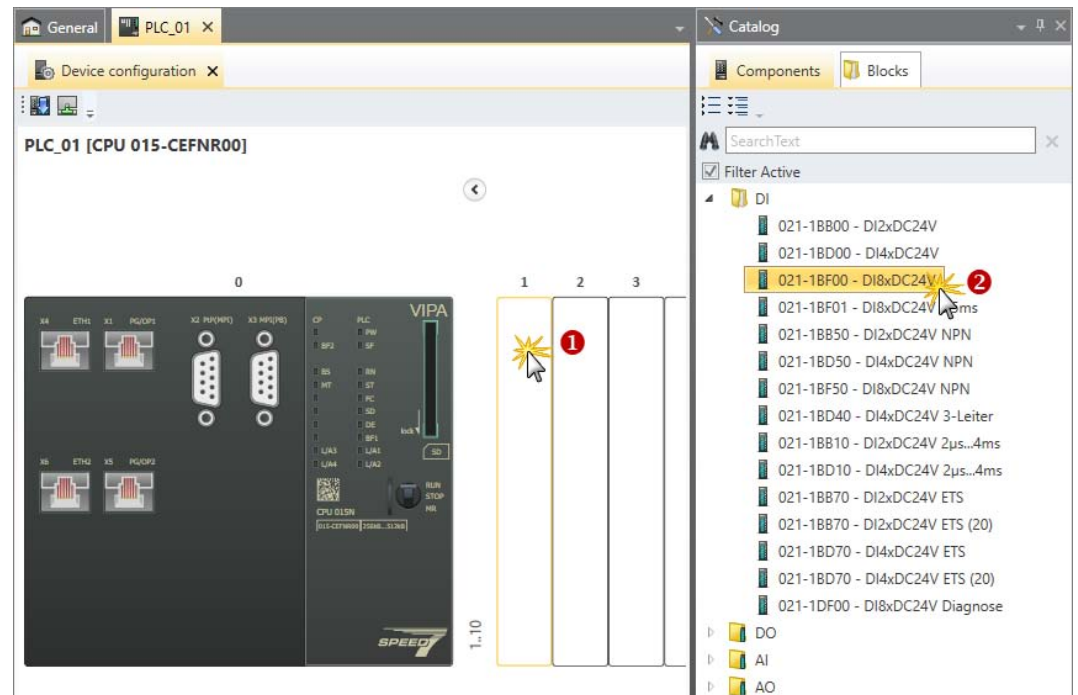 General
PLC_01 ×
Catalog
Device configuration ×
Components
Blocks
PLC_01 [CPU 015-CEFNR00]
SearchText
Filter Active
DI
021-1BB00 - DI2xDC24V
021-1BD00 - DI4xDC24V
021-1BF00 - DI8xDC24V
2
021-1BF01 - DI8xDC24V
021-1BB50 - DI2xDC24V NPN
021-1BD50 - DI4xDC24V NPN
021-1BF50 - DI8xDC24V NPN
021-1BD40 - DI4xDC24V 3-Leiter
021-1BB10 - DI2xDC24V 2µs...4ms
021-1BD10 - DI4xDC24V 2µs...4ms
021-1BB70 - DI2xDC24V ETS
021-1BB70 - DI2xDC24V ETS (20)
021-1BD70 - DI4xDC24V ETS
021-1BD70 - DI4xDC24V ETS (20)
021-1DF00 - DI8xDC24V Diagnose
DO
AI
AO
0
1 2 3
X4 ETH1 X1 PG/OP1 X2 PtP(MPI) X3 MPI(PB)
CP PLC VIPA
PW
BF2 SF
BS RN
MT ST
FC
SD
DE
BF1
lock
L/A3 L/A1
L/A4 L/A2
SD
X6 ETH2 X5 PG/OP2
RUN
STOP
MR
CPU 015N
015-CEFNR00 256kB...512kB
SPEED7
1..10
1